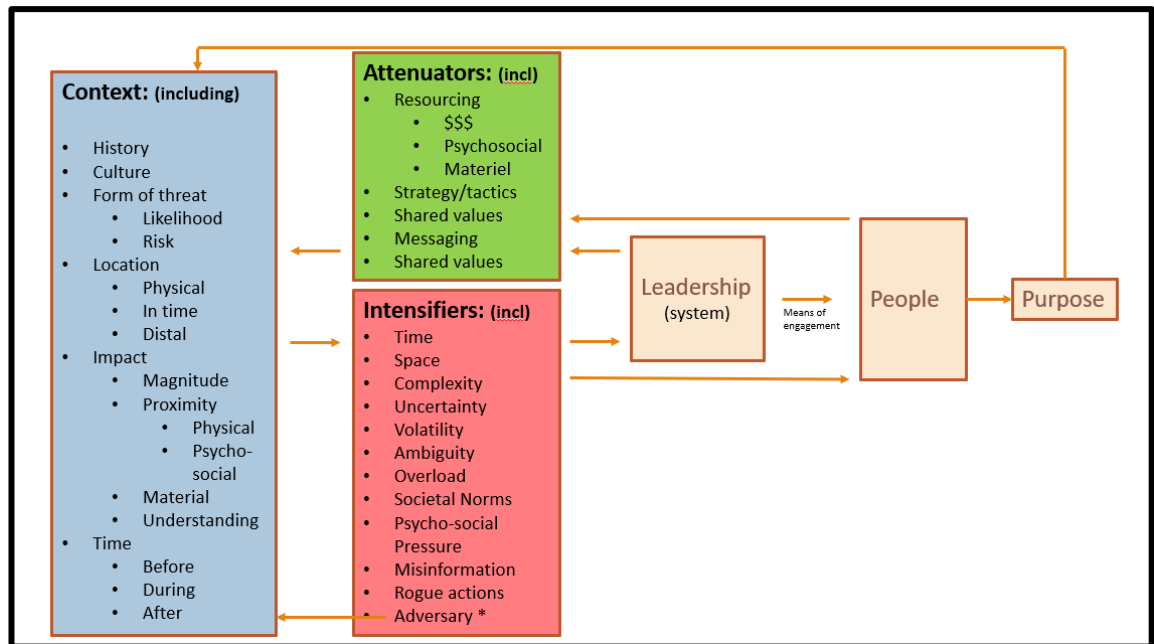 Context: (including)
• History
• Culture
• Form of threat
• Likelihood
• Risk
• Location
• Physical
• In time
• Distal
• Impact
• Magnitude
• Proximity
• Physical
• Psycho-
social
• Material
• Understanding
• Time
• Before
• During
• After
Attenuators: (incl)
• Resourcing
• $$$
• Psychosocial
• Materiel
• Strategy/tactics
• Shared values
• Messaging
• Shared values
Intensifiers: (incl)
• Time
• Space
• Complexity
• Uncertainty
• Volatility
• Ambiguity
• Overload
• Societal Norms
• Psycho-social
Pressure
• Misinformation
• Rogue actions
• Adversary *
Leadership
(system)
Means of
engagement
People
Purpose